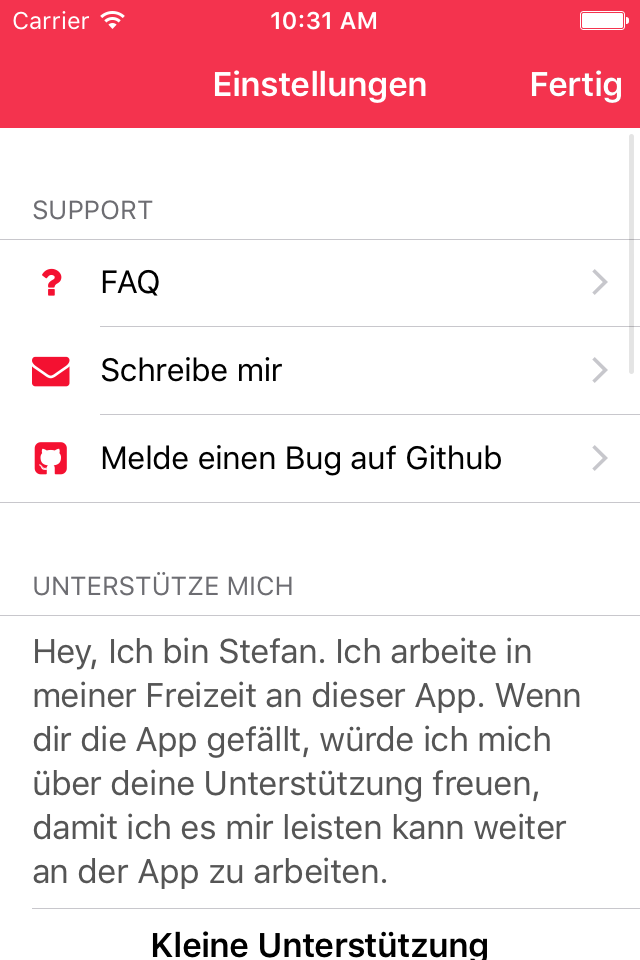 Carrier 10:31 AM
Einstellungen Fertig
SUPPORT
FAQ
Schreibe mir
Melde einen Bug auf Github
UNTERSTÜTZE MICH
Hey, Ich bin Stefan. Ich arbeite in
meiner Freizeit an dieser App. Wenn
dir die App gefällt, würde ich mich
über deine Unterstützung freuen,
damit ich es mir leisten kann weiter
an der App zu arbeiten.
Kleine Unterstützung